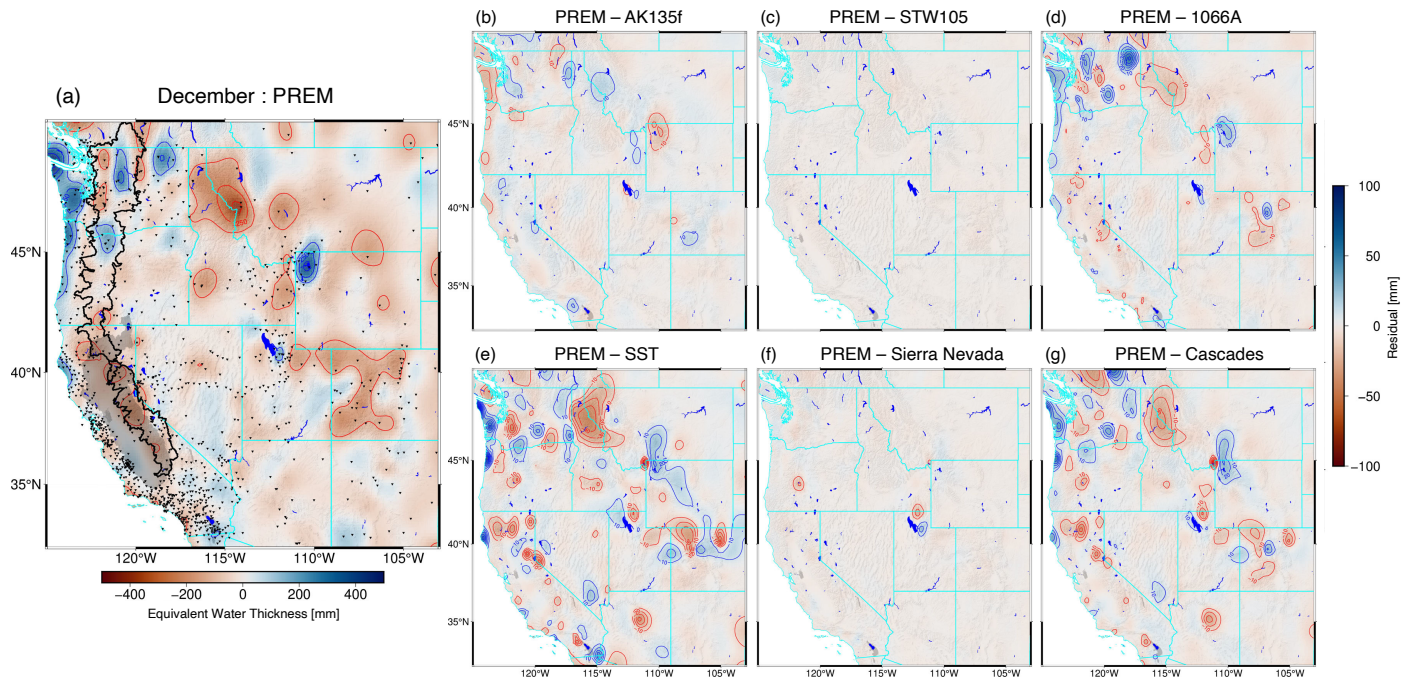 (a) December : PREM
45°N
40°N
35°N
120°W 115°W 110°W 105°W
−400 −200 0 200 400
Equivalent Water Thickness [mm]
(b) PREM – AK135f
(c) PREM – STW105
(d) PREM – 1066A
45°N
40°N
35°N
(e) PREM – SST
(f) PREM – Sierra Nevada
(g) PREM – Cascades
45°N
40°N
35°N
120°W 115°W 110°W 105°W
120°W 115°W 110°W 105°W
120°W 115°W 110°W 105°W
100
50
0
−50
−100
Residual [mm]